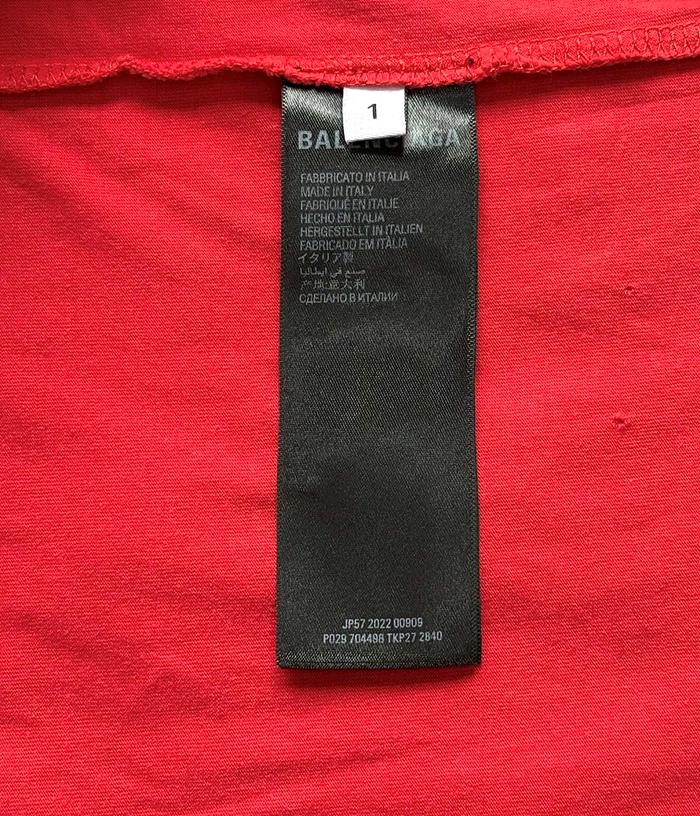 1
BALENCIAGA
FABBRICATO IN ITALIA
MADE IN ITALY
FABRIQUÉ EN ITALIE
HECHO EN ITALIA
HERGESTELLT IN ITALIEN
FABRICADO EM ITÀLIA
イタリア製
صنع في ايطاليا
产地:意大利
СДЕЛАНО В ИТАЛИИ
JP57 2022 00909
P029 704498 TKP27 2840